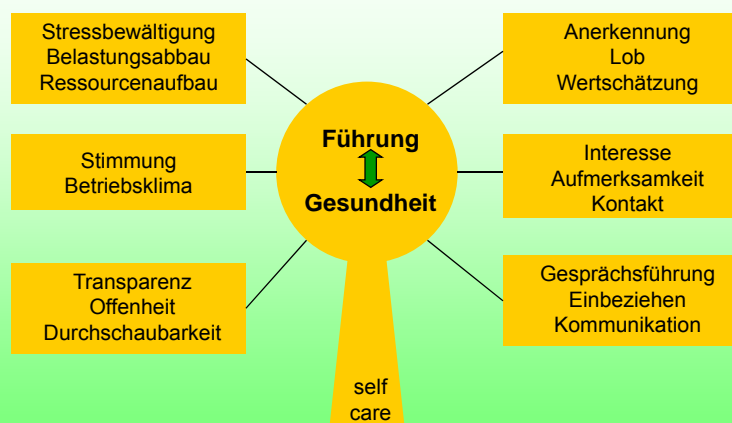 Stressbewältigung
Belastungsabbau
Ressourcenaufbau
Anerkennung
Lob
Wertschätzung
Führung
Gesundheit
Stimmung
Betriebsklima
Interesse
Aufmerksamkeit
Kontakt
Transparenz
Offenheit
Durchschaubarkeit
Gesprächsführung
Einbeziehen
Kommunikation
self
care